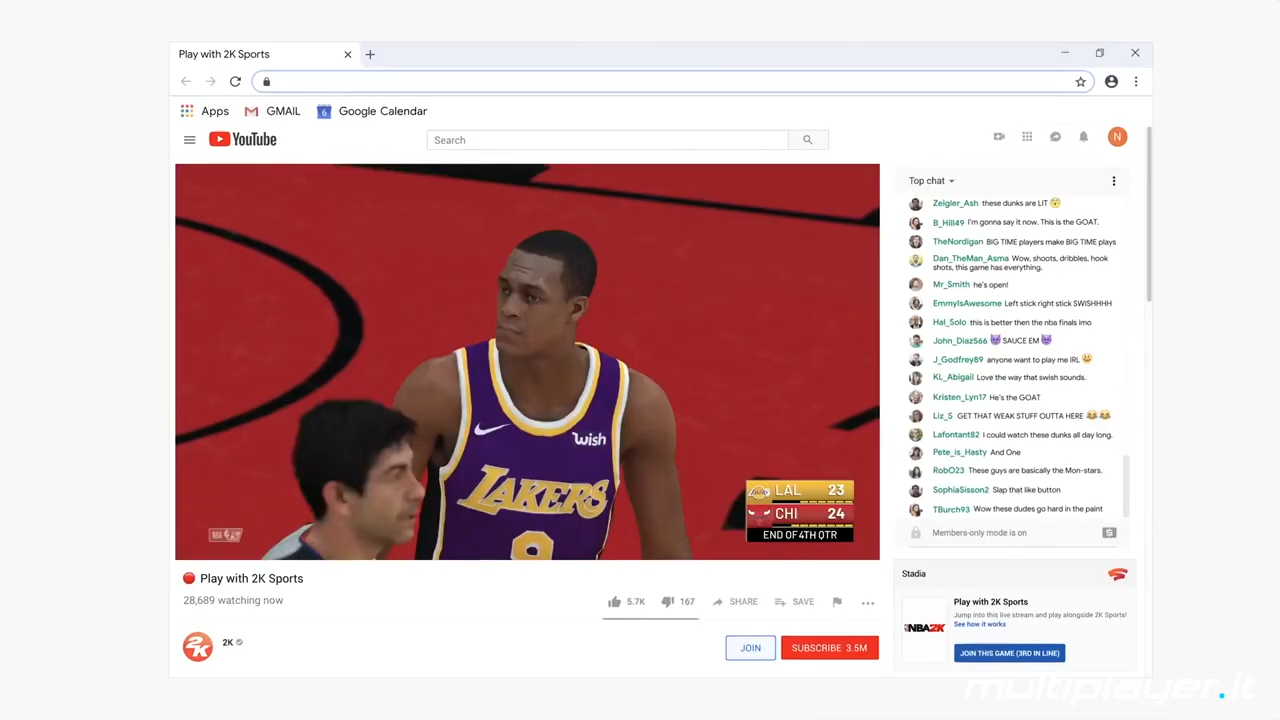 Play with 2K Sports
Apps
GMAIL
6
Google Calendar
YouTube
Search
N
Top chat
Zeigler_Ash these dunks are LIT
B_Hill49 I'm gonna say it now. This is the GOAT.
TheNordigan BIG TIME players make BIG TIME plays
Dan_TheMan_Asma Wow, shoots, dribbles, hook
shots, this game has everything.
Mr_Smith he's open!
EmmyIsAwesome Left stick right stick SWISHHHH
Hal_Solo this is better then the nba finals imo
John_Diaz566 SAUCE EM
J_Godfrey89 anyone want to play me IRL
KL_Abigail Love the way that swish sounds.
Kristen_Lyn17 He's the GOAT
Liz_S GET THAT WEAK STUFF OUTTA HERE
Lafontant82 I could watch these dunks all day long.
Pete_is_Hasty And One
RobO23 These guys are basically the Mon-stars.
SophiaSisson2 Slap that like button
TBurch93 Wow these dudes go hard in the paint
Members-only mode is on
wish
LAKERS
9
LAL 23
CHI 24
END OF 4TH QTR
Play with 2K Sports
28,689 watching now
5.7K
167
SHARE
SAVE
2K
2K
JOIN
SUBSCRIBE 3.5M
Stadia
NBA2K
Play with 2K Sports
Jump into this live stream and play alongside 2K Sports!
See how it works
JOIN THIS GAME (3RD IN LINE)
multiplayer.it